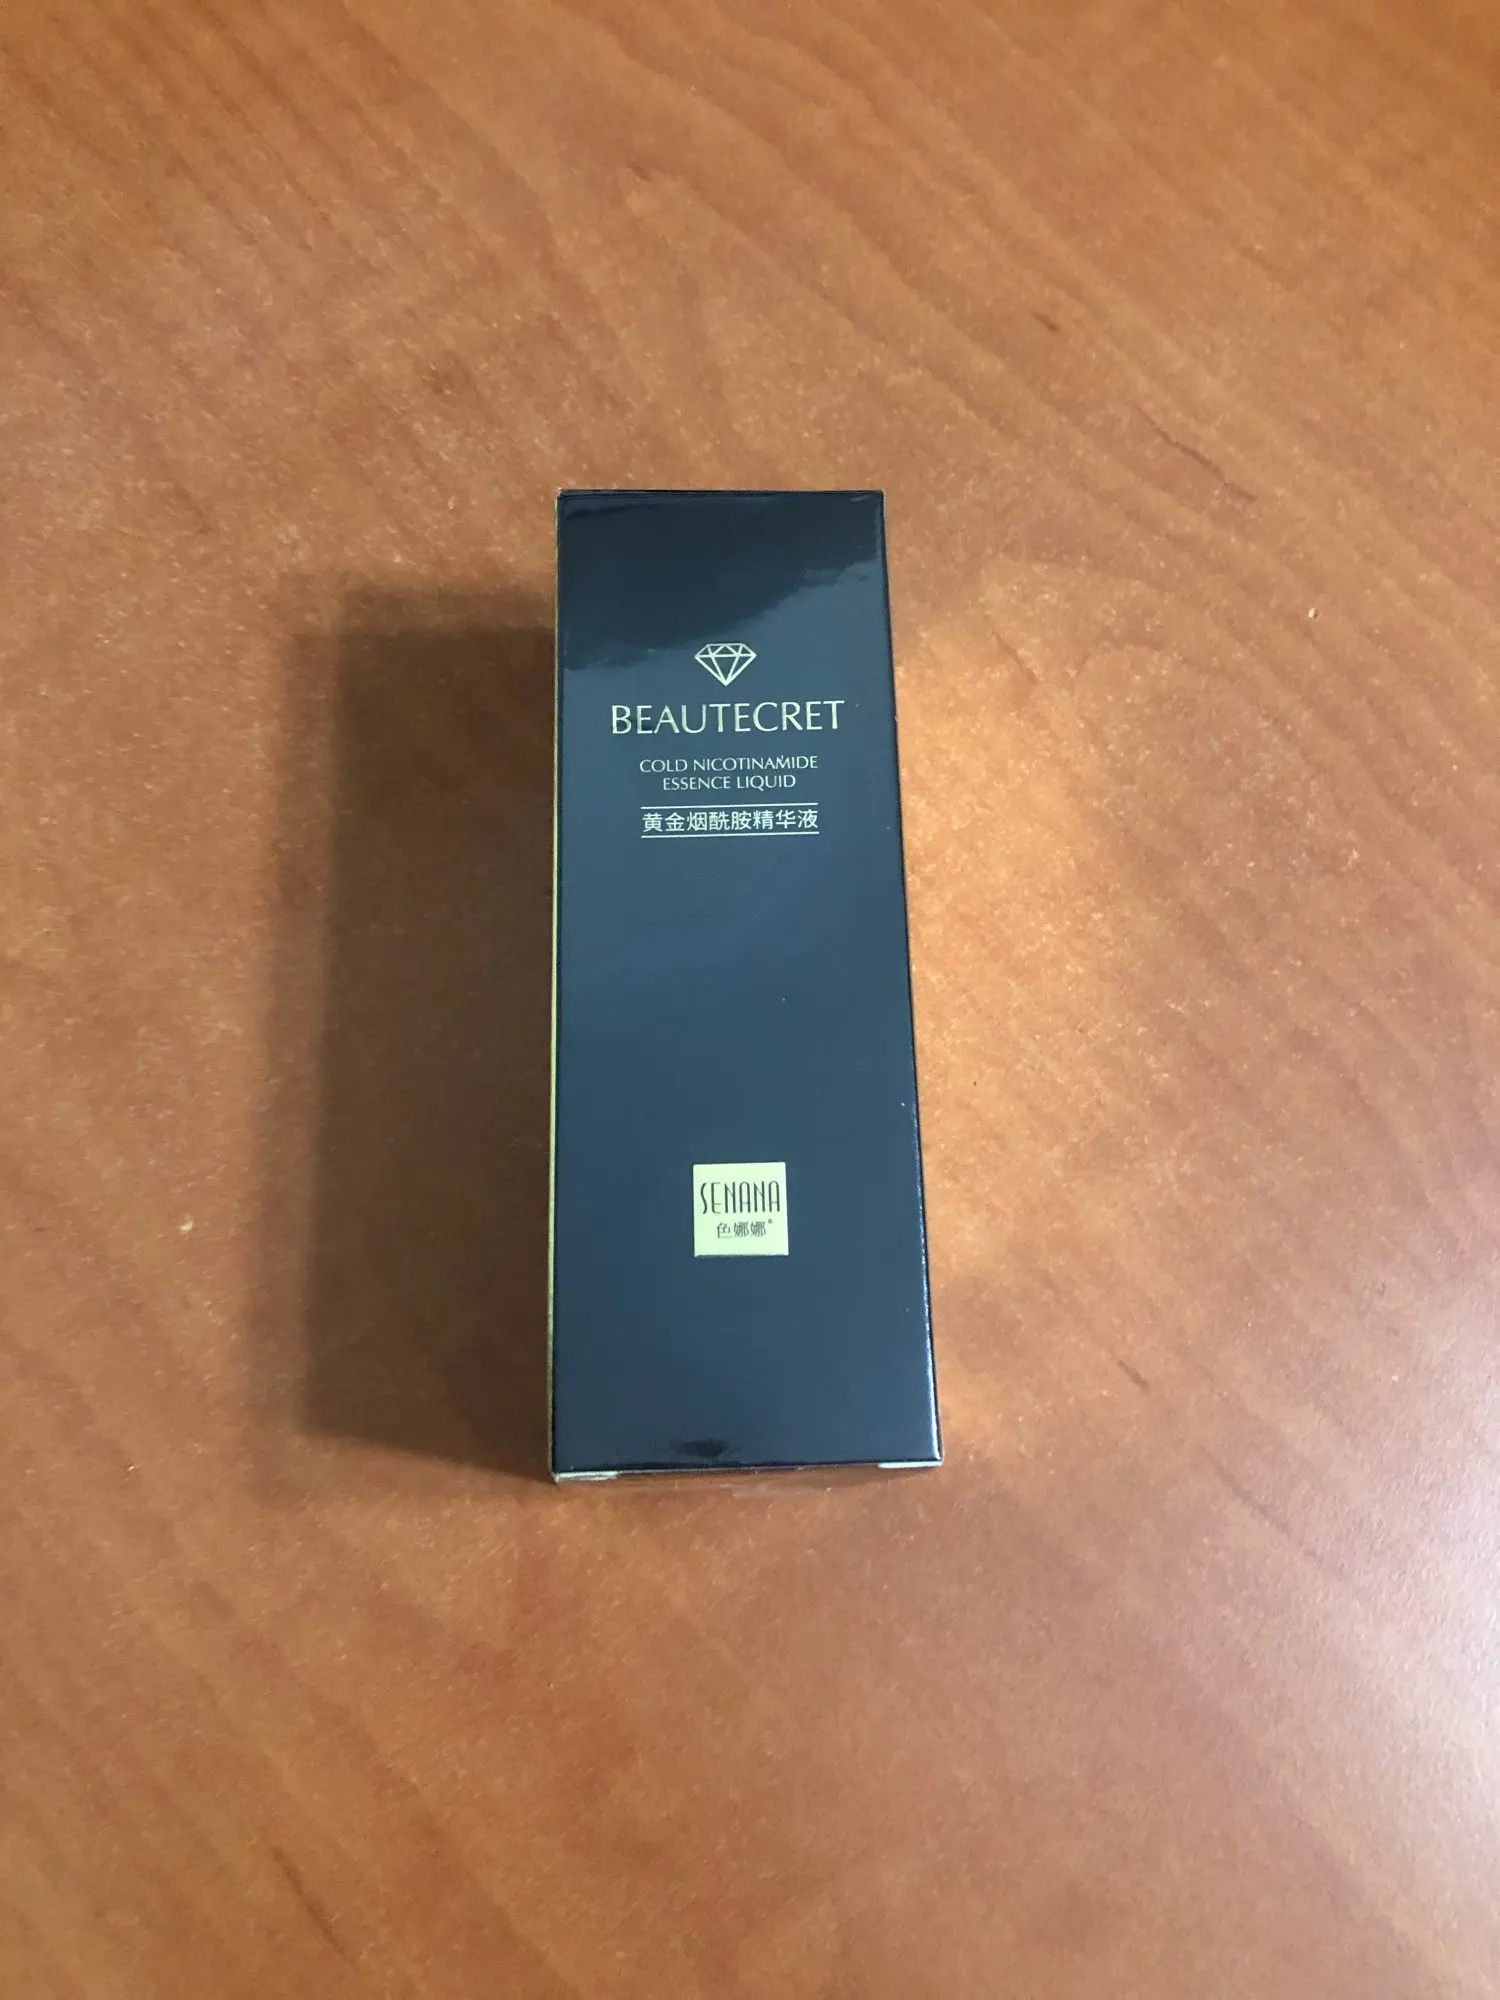 BEAUTECRET
COLD NICOTINAMIDE
ESSENCE LIQUID
黄金烟酰胺精华液
SENANA
色娜娜®